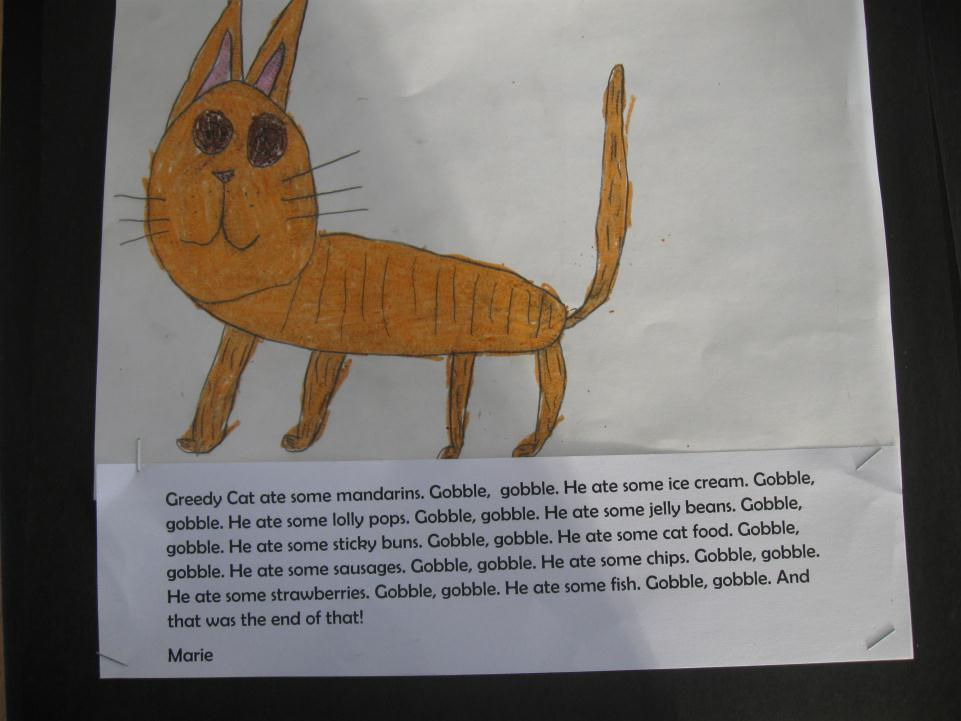 Greedy Cat ate some mandarins. Gobble,  gobble. He ate some ice cream. Gobble,
gobble. He ate some lolly pops. Gobble, gobble. He ate some jelly beans. Gobble,
gobble. He ate some sticky buns. Gobble, gobble. He ate some cat food. Gobble,
gobble. He ate some sausages. Gobble, gobble. He ate some chips. Gobble, gobble.
He ate some strawberries. Gobble, gobble. He ate some fish. Gobble, gobble. And
that was the end of that!
Marie